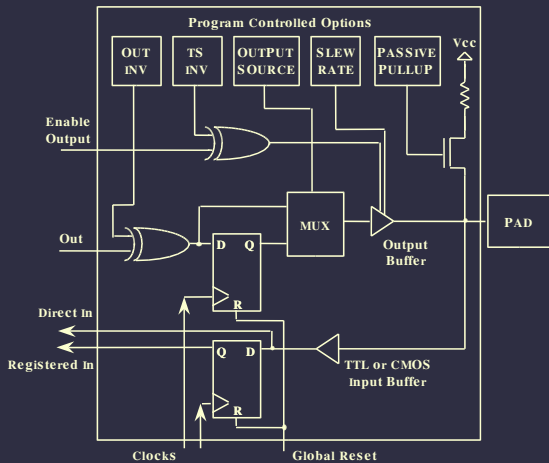 Program Controlled Options
OUT
INV
TS
INV
OUTPUT
SOURCE
SLEW
RATE
PASSIVE
PULLUP
Vcc
Enable
Output
MUX
PAD
Out
D Q
Output
Buffer
R
Direct In
Registered In
Q D
TTL or CMOS
Input Buffer
R
Clocks
Global Reset